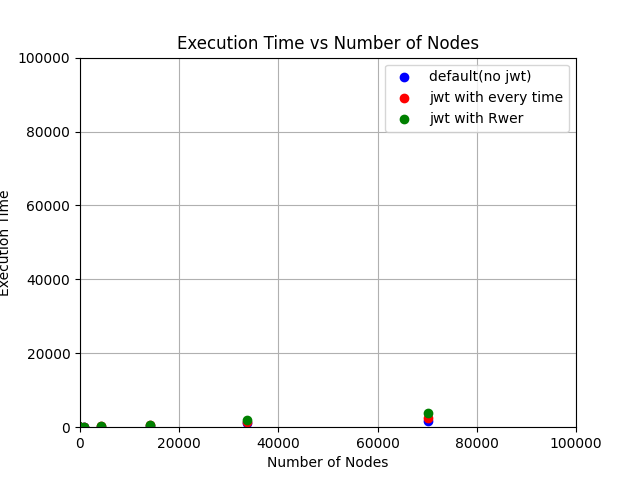 Execution Time vs Number of Nodes
default(no jwt)
jwt with every time
jwt with Rwer
Execution Time
100000
80000
60000
40000
20000
0
0 20000 40000 60000 80000 100000
Number of Nodes